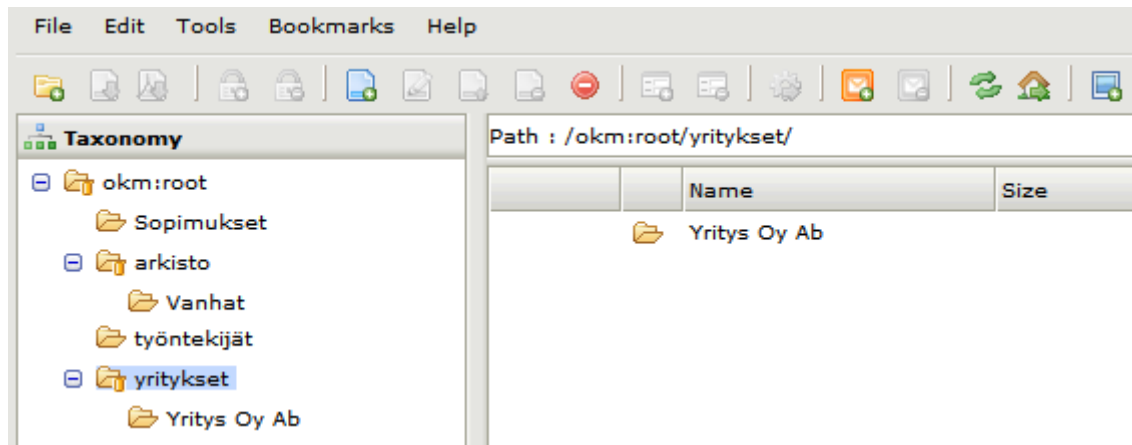 File Edit Tools Bookmarks Help
Taxonomy
Path : /okm:root/yritykset/
okm:root
Name Size
Sopimukset
Yritys Oy Ab
arkisto
Vanhat
työntekijät
yritykset
Yritys Oy Ab